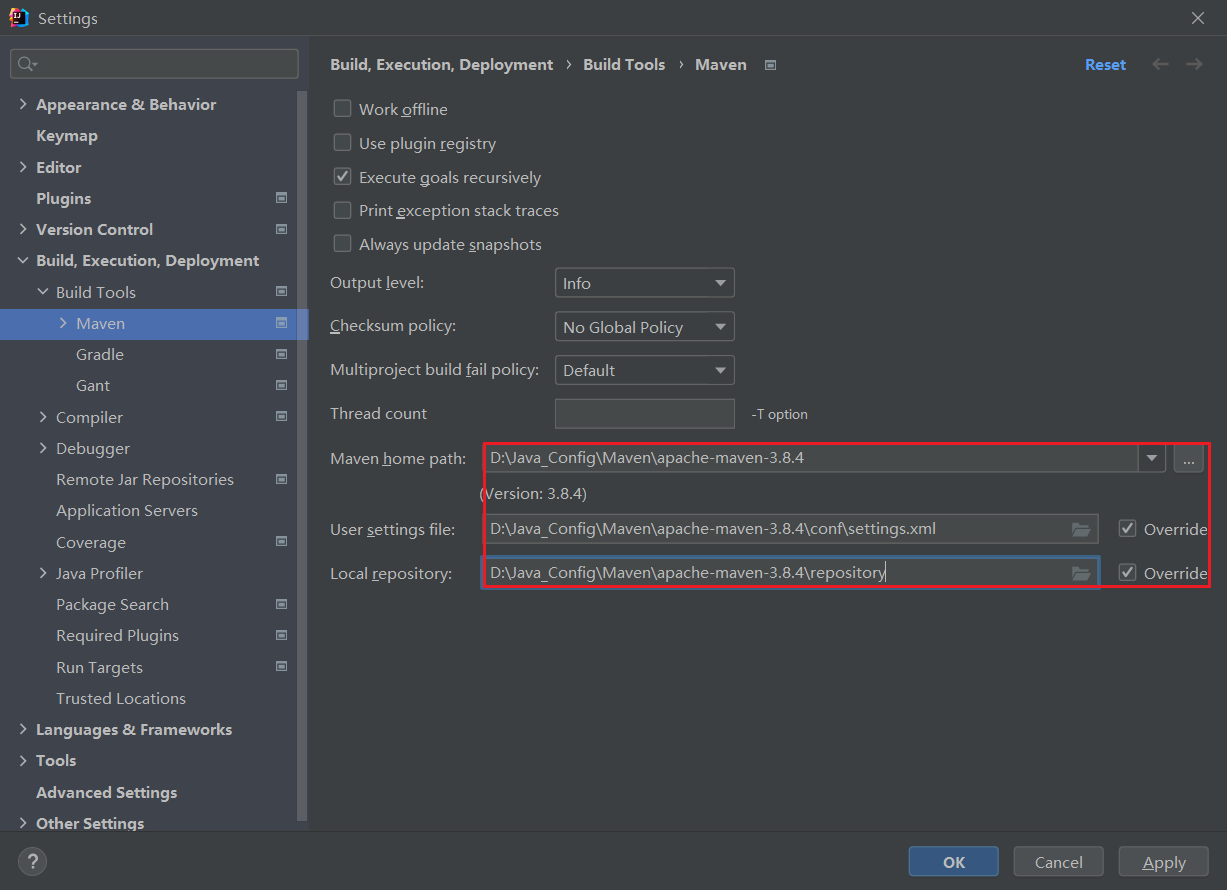 Settings
Appearance & Behavior
Keymap
Editor
Plugins
Version Control
Build, Execution, Deployment
Build Tools
Maven
Gradle
Gant
Compiler
Debugger
Remote Jar Repositories
Application Servers
Coverage
Java Profiler
Package Search
Required Plugins
Run Targets
Trusted Locations
Languages & Frameworks
Tools
Advanced Settings
Other Settings
Build, Execution, Deployment › Build Tools › Maven
Reset
Work offline
Use plugin registry
Execute goals recursively
Print exception stack traces
Always update snapshots
Output level: Info
Checksum policy: No Global Policy
Multiproject build fail policy: Default
Thread count -T option
Maven home path: D:\Java_Config\Maven\apache-maven-3.8.4 ...
(Version: 3.8.4)
User settings file: D:\Java_Config\Maven\apache-maven-3.8.4\conf\settings.xml Override
Local repository: D:\Java_Config\Maven\apache-maven-3.8.4\repository Override
? OK Cancel Apply